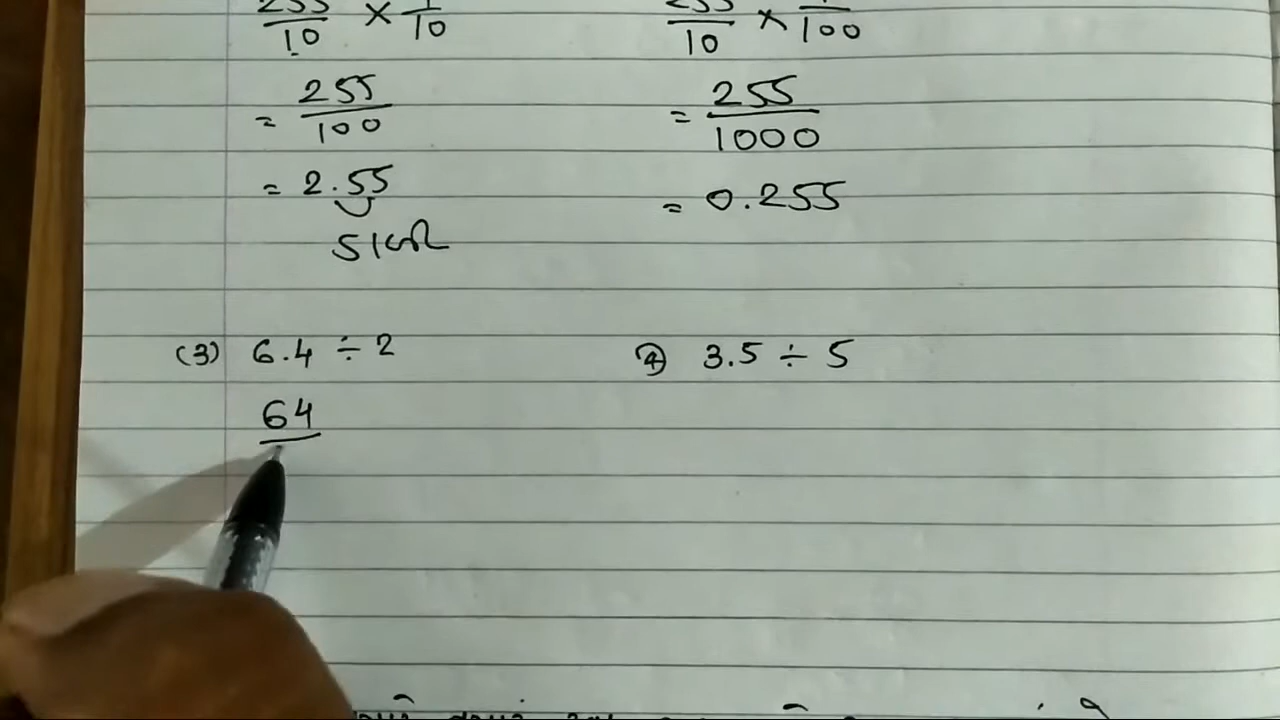 255/10 × 1/10
= 255/100
= 2.55
255/10 × 1/100
= 255/1000
= 0.255
(3) 6.4 ÷ 2
64
④ 3.5 ÷ 5